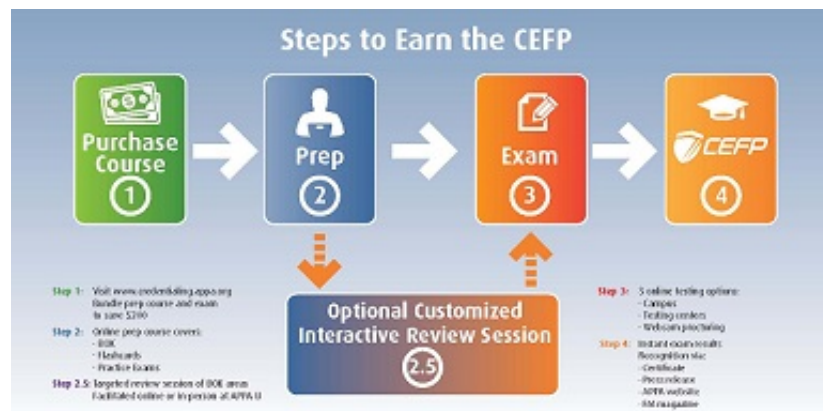 Steps to Earn the CEFP
Purchase
Course
1
Prep
2
Exam
3
CEFP
4
Optional Customized
Interactive Review Session
2.5
Step 1: Visit www.credentialing.appa.org
Bundle prep course and exam
to save $200
Step 2: Online prep course covers:
- BOK
- Flashcards
- Practice Exams
Step 2.5: Targeted review session of BOK areas
Facilitated online or in person at APPA U
Step 3: 3 online testing options:
- Campus
- Testing centers
- Webcam proctoring
Step 4: Instant exam results
Recognition via:
- Certificate
- Press release
- APPA website
- FM magazine